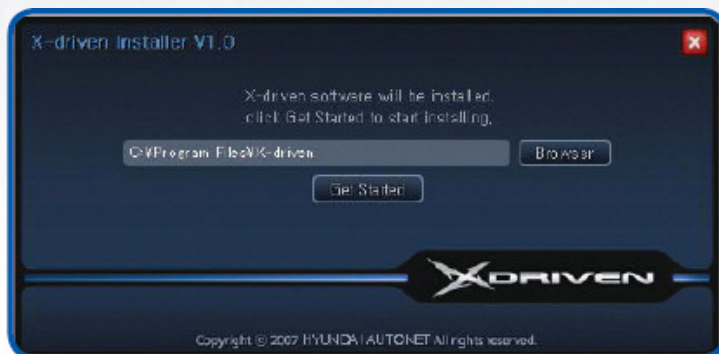 X-driven Installer V1.0
X-driven software will be installed.
click Get Started to start installing.
C:₩Program Files₩X-driven
Browser
Get Started
XDRIVEN
Copyright ⓒ 2007 HYUNDAI AUTONET All rights reserved.